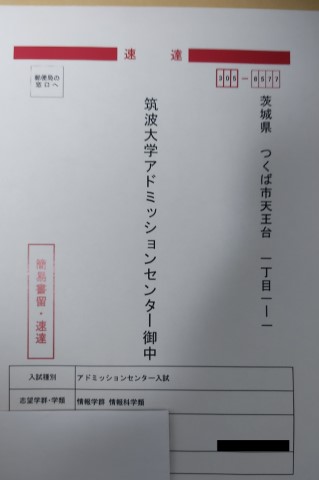 速 達
郵便局の
窓口へ
305-8577
茨城県 つくば市天王台 一丁目一ー一
筑波大学アドミッションセンター御中
簡易書留・速達
入試種別 アドミッションセンター入試
志望学群・学類 情報学群 情報科学類